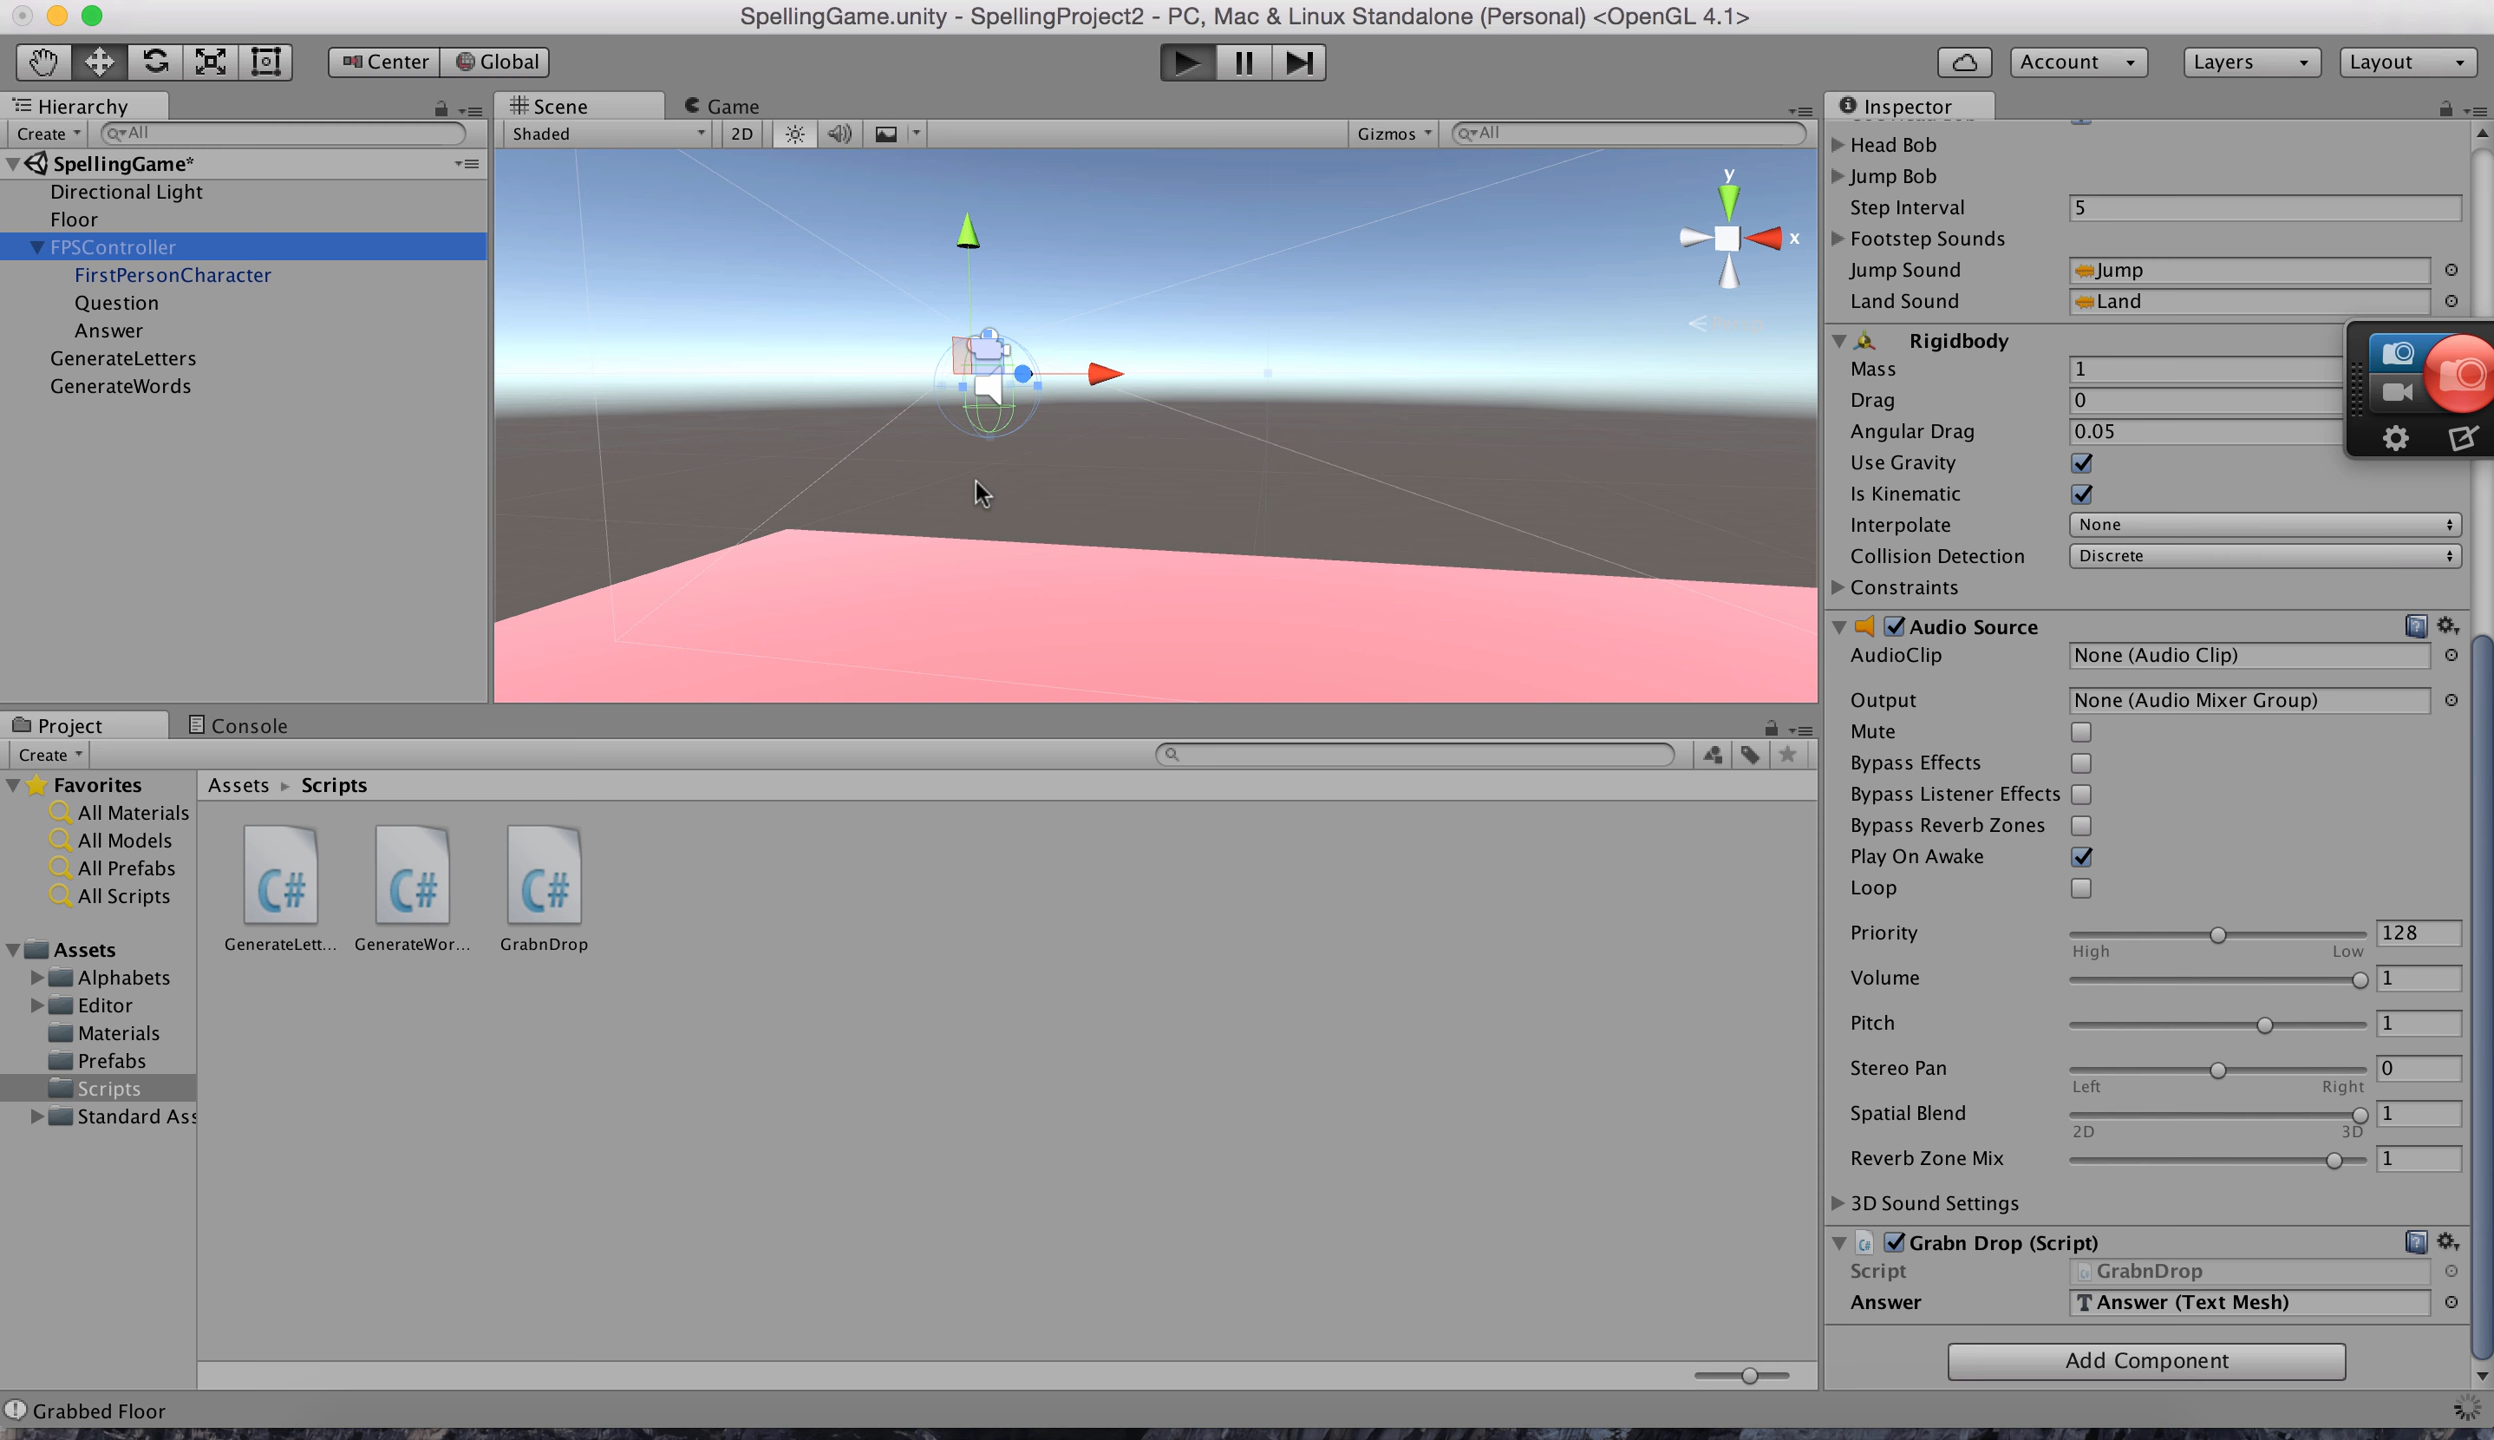 SpellingGame.unity - SpellingProject2 - PC, Mac & Linux Standalone (Personal) <OpenGL 4.1>
Center Global
Account Layers Layout
Hierarchy
Create All
SpellingGame*
Directional Light
Floor
FPSController
FirstPersonCharacter
Question
Answer
GenerateLetters
GenerateWords
Scene Game
Shaded 2D Gizmos All
y
x
Inspector
Head Bob
Jump Bob
Step Interval 5
Footstep Sounds
Jump Sound Jump
Land Sound Land
Rigidbody
Mass 1
Drag 0
Angular Drag 0.05
Use Gravity
Is Kinematic
Interpolate None
Collision Detection Discrete
Constraints
Audio Source
AudioClip None (Audio Clip)
Output None (Audio Mixer Group)
Mute
Bypass Effects
Bypass Listener Effects
Bypass Reverb Zones
Play On Awake
Loop
Priority 128
High Low
Volume 1
Pitch 1
Stereo Pan 0
Left Right
Spatial Blend 1
2D 3D
Reverb Zone Mix 1
3D Sound Settings
C# Grabn Drop (Script)
Script GrabnDrop
Answer Answer (Text Mesh)
Add Component
Project Console
Create
Favorites
All Materials
All Models
All Prefabs
All Scripts
Assets
Alphabets
Editor
Materials
Prefabs
Scripts
Standard Ass
Assets Scripts
C# C# C#
GenerateLett... GenerateWor... GrabnDrop
Grabbed Floor